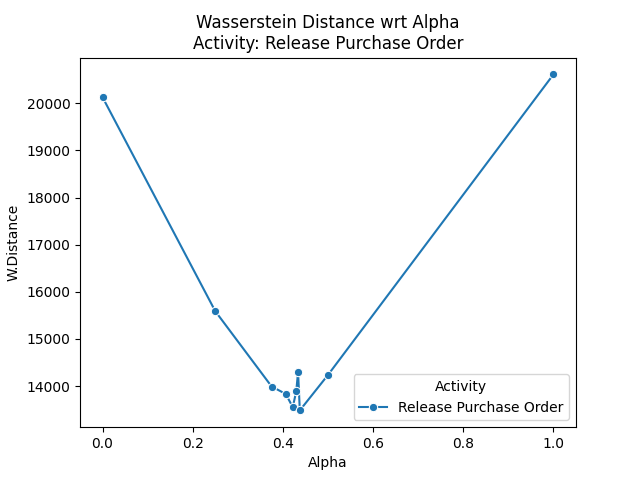 Wasserstein Distance wrt Alpha
Activity: Release Purchase Order
20000
19000
18000
17000
16000
15000
14000
W.Distance
0.0 0.2 0.4 0.6 0.8 1.0
Alpha
Activity
Release Purchase Order